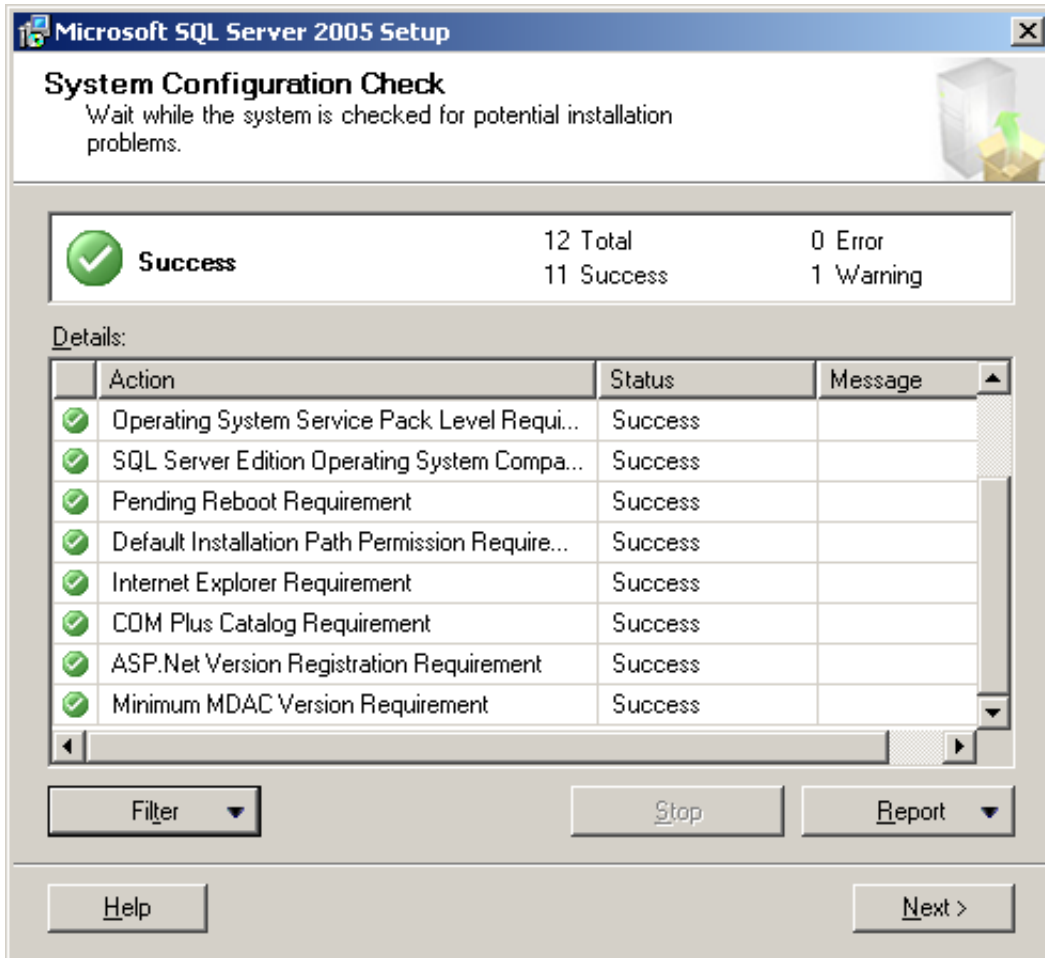 Microsoft SQL Server 2005 Setup
System Configuration Check
Wait while the system is checked for potential installation
problems.
Success
12 Total
0 Error
11 Success
1 Warning
Details:
Action Status Message
Operating System Service Pack Level Requi... Success
SQL Server Edition Operating System Compa... Success
Pending Reboot Requirement Success
Default Installation Path Permission Require... Success
Internet Explorer Requirement Success
COM Plus Catalog Requirement Success
ASP.Net Version Registration Requirement Success
Minimum MDAC Version Requirement Success
Filter Stop Report
Help Next >